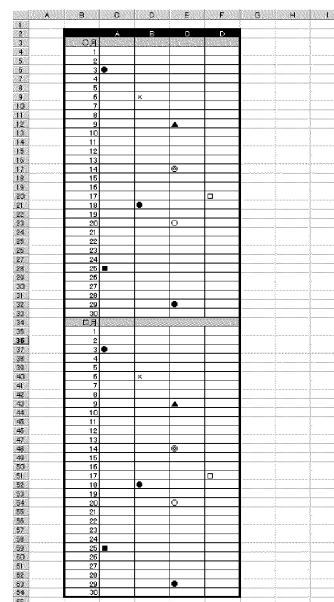 A B C D E F G H I
1
2 A B C D
3 〇月
4 1
5 2
6 3 ●
7 4
8 5
9 6 ×
10 7
11 8
12 9 ▲
13 10
14 11
15 12
16 13
17 14 ◎
18 15
19 16
20 17 □
21 18 ●
22 19
23 20 ○
24 21
25 22
26 23
27 24
28 25 ■
29 26
30 27
31 28
32 29 ●
33 30
34 〇月
35 1
36 2
37 3 ●
38 4
39 5
40 6 ×
41 7
42 8
43 9 ▲
44 10
45 11
46 12
47 13
48 14 ◎
49 15
50 16
51 17 □
52 18 ●
53 19
54 20 ○
55 21
56 22
57 23
58 24
59 25 ■
60 26
61 27
62 28
63 29 ●
64 30